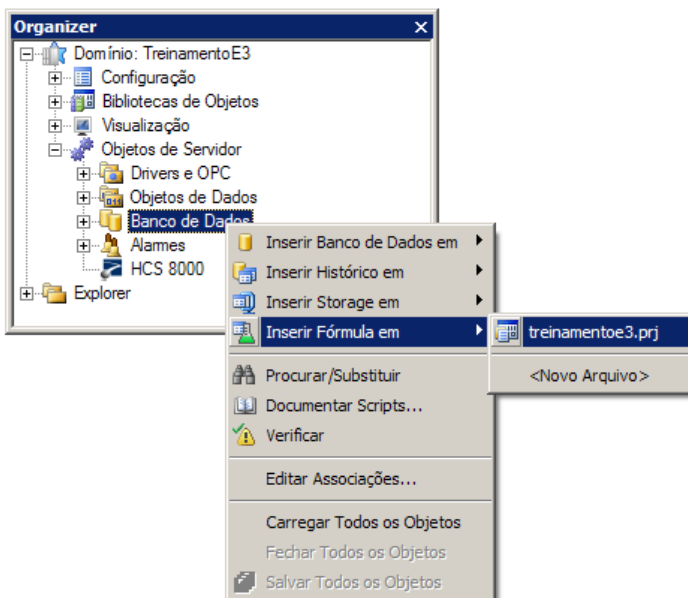 Organizer
Domínio: TreinamentoE3
Configuração
Bibliotecas de Objetos
Visualização
Objetos de Servidor
Drivers e OPC
Objetos de Dados
Banco de Dados
Alarmes
HCS 8000
Explorer
Inserir Banco de Dados em
Inserir Histórico em
Inserir Storage em
Inserir Fórmula em
treinamentoe3.prj
<Novo Arquivo>
Procurar/Substituir
Documentar Scripts...
Verificar
Editar Associações...
Carregar Todos os Objetos
Fechar Todos os Objetos
Salvar Todos os Objetos